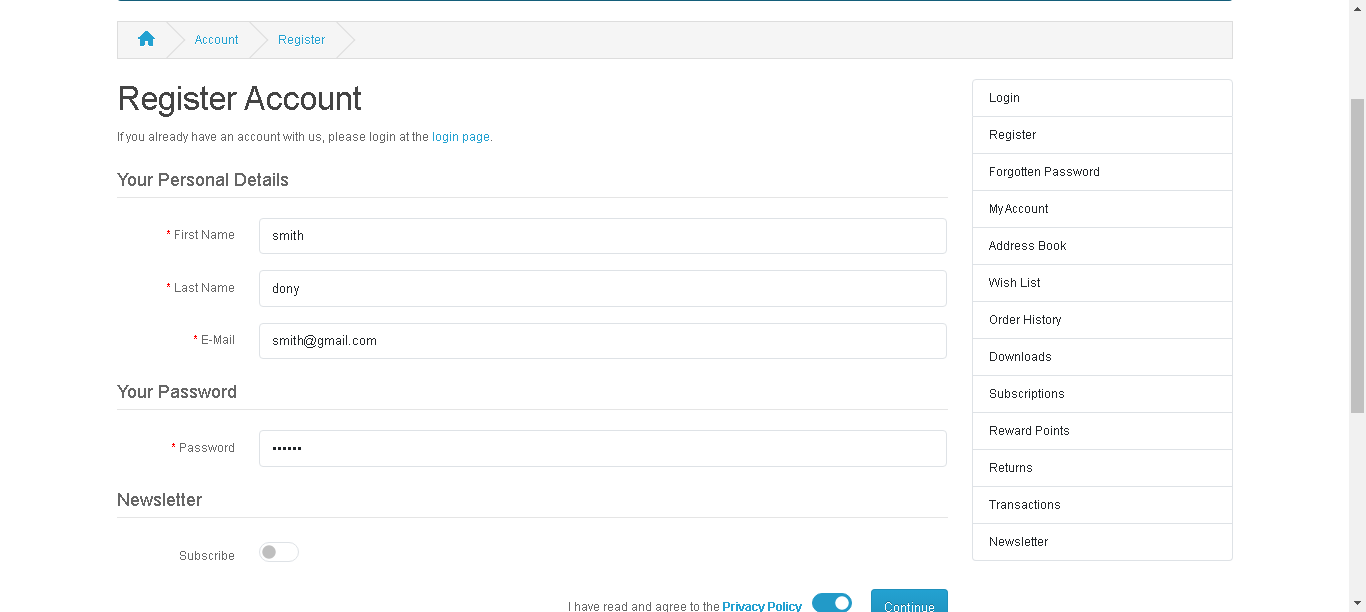 Account
Register
Register Account
If you already have an account with us, please login at the login page.
Your Personal Details
* First Name
smith
* Last Name
dony
* E-Mail
smith@gmail.com
Your Password
* Password
••••••
Newsletter
Subscribe
I have read and agree to the Privacy Policy
Continue
Login
Register
Forgotten Password
My Account
Address Book
Wish List
Order History
Downloads
Subscriptions
Reward Points
Returns
Transactions
Newsletter